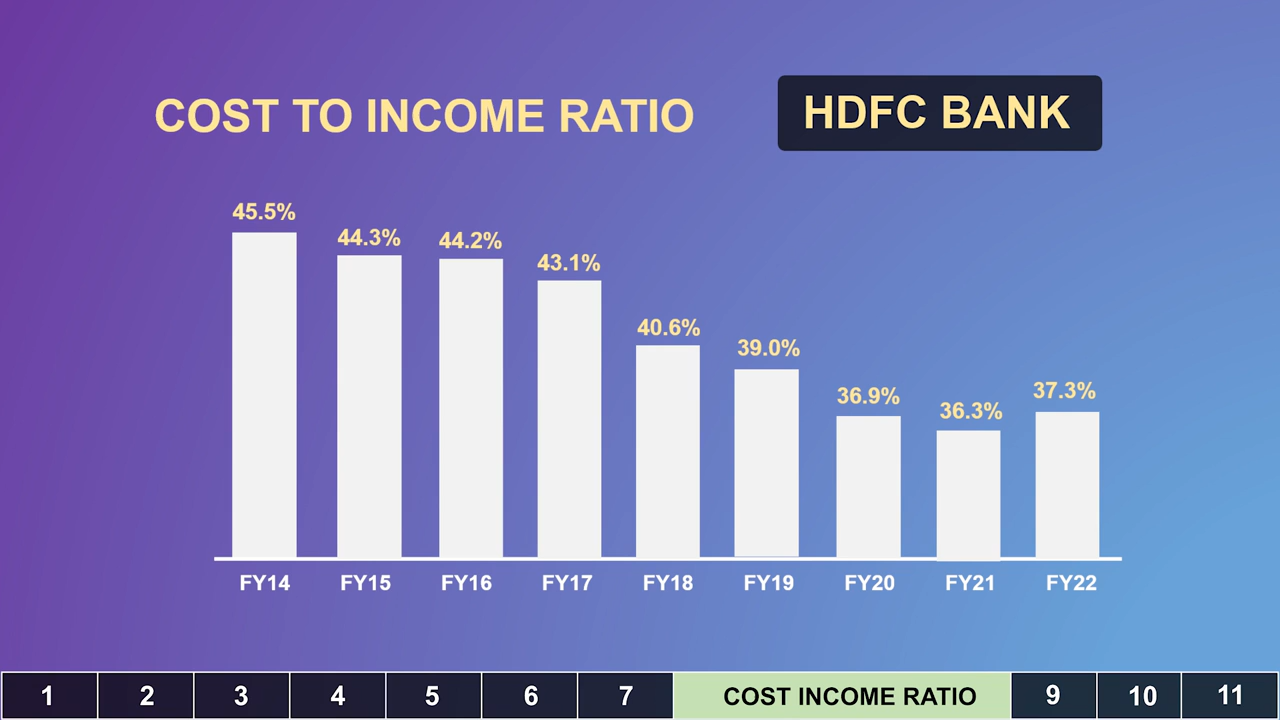 COST TO INCOME RATIO
HDFC BANK
45.5%
44.3%
44.2%
43.1%
40.6%
39.0%
36.9%
36.3%
37.3%
FY14 FY15 FY16 FY17 FY18 FY19 FY20 FY21 FY22
1 2 3 4 5 6 7 COST INCOME RATIO 9 10 11